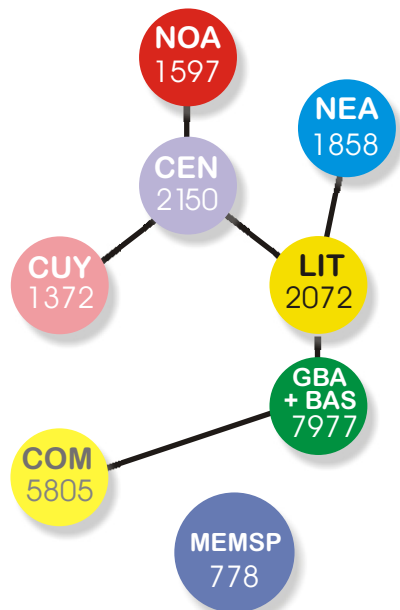 NOA
1597
NEA
1858
CEN
2150
CUY
1372
LIT
2072
GBA
+ BAS
7977
COM
5805
MEMSP
778